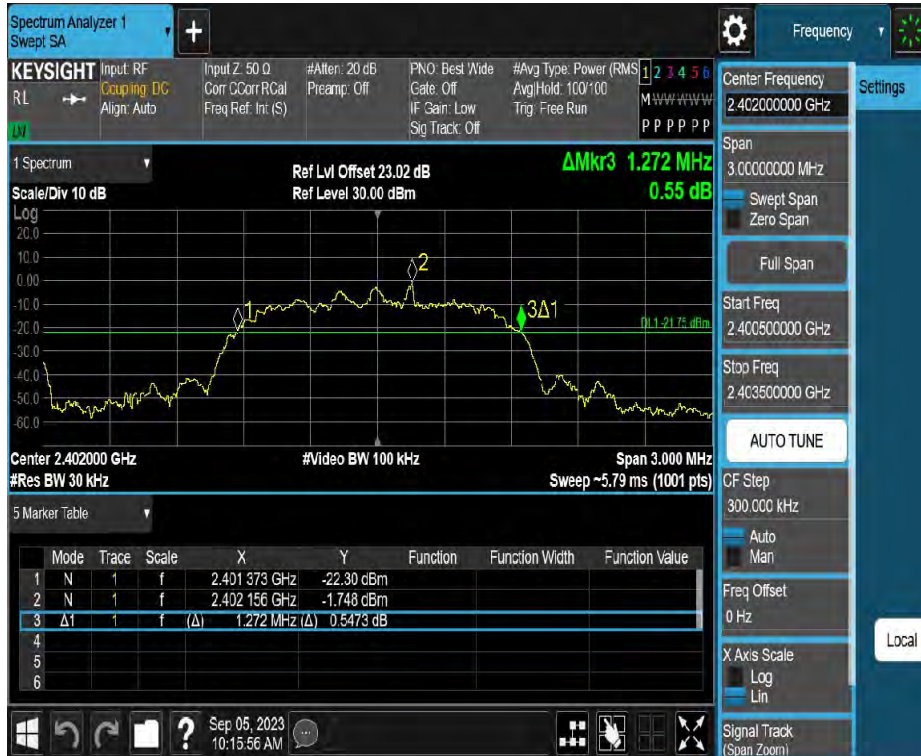 Spectrum Analyzer 1
Swept SA
+
Frequency
KEYSIGHT
RL
LXI
Input: RF
Coupling: DC
Align: Auto
Input Z: 50 Ω
Corr CCorr RCal
Freq Ref: Int (S)
#Atten: 20 dB
Preamp: Off
PNO: Best Wide
Gate: Off
IF Gain: Low
Sig Track: Off
#Avg Type: Power (RMS
Avg|Hold: 100/100
Trig: Free Run
1 2 3 4 5 6
M W W W W W
P P P P P P
Center Frequency
2.402000000 GHz
Settings
Span
3.00000000 MHz
Swept Span
Zero Span
Full Span
Start Freq
2.400500000 GHz
Stop Freq
2.403500000 GHz
AUTO TUNE
CF Step
300.000 kHz
Auto
Man
Freq Offset
0 Hz
X Axis Scale
Log
Lin
Signal Track
(Span Zoom)
Local
1 Spectrum
Scale/Div 10 dB
Ref Lvl Offset 23.02 dB
Ref Level 30.00 dBm
ΔMkr3 1.272 MHz
0.55 dB
Log
20.0
10.0
0.00
-10.0
-20.0
-30.0
-40.0
-50.0
-60.0
1
2
3Δ1
DL1 -21.75 dBm
Center 2.402000 GHz
#Video BW 100 kHz
Span 3.000 MHz
#Res BW 30 kHz
Sweep ~5.79 ms (1001 pts)
5 Marker Table
Mode Trace Scale X Y Function Function Width Function Value
1 N 1 f 2.401 373 GHz -22.30 dBm
2 N 1 f 2.402 156 GHz -1.748 dBm
3 Δ1 1 f (Δ) 1.272 MHz (Δ) 0.5473 dB
4
5
6
?
Sep 05, 2023
10:15:56 AM